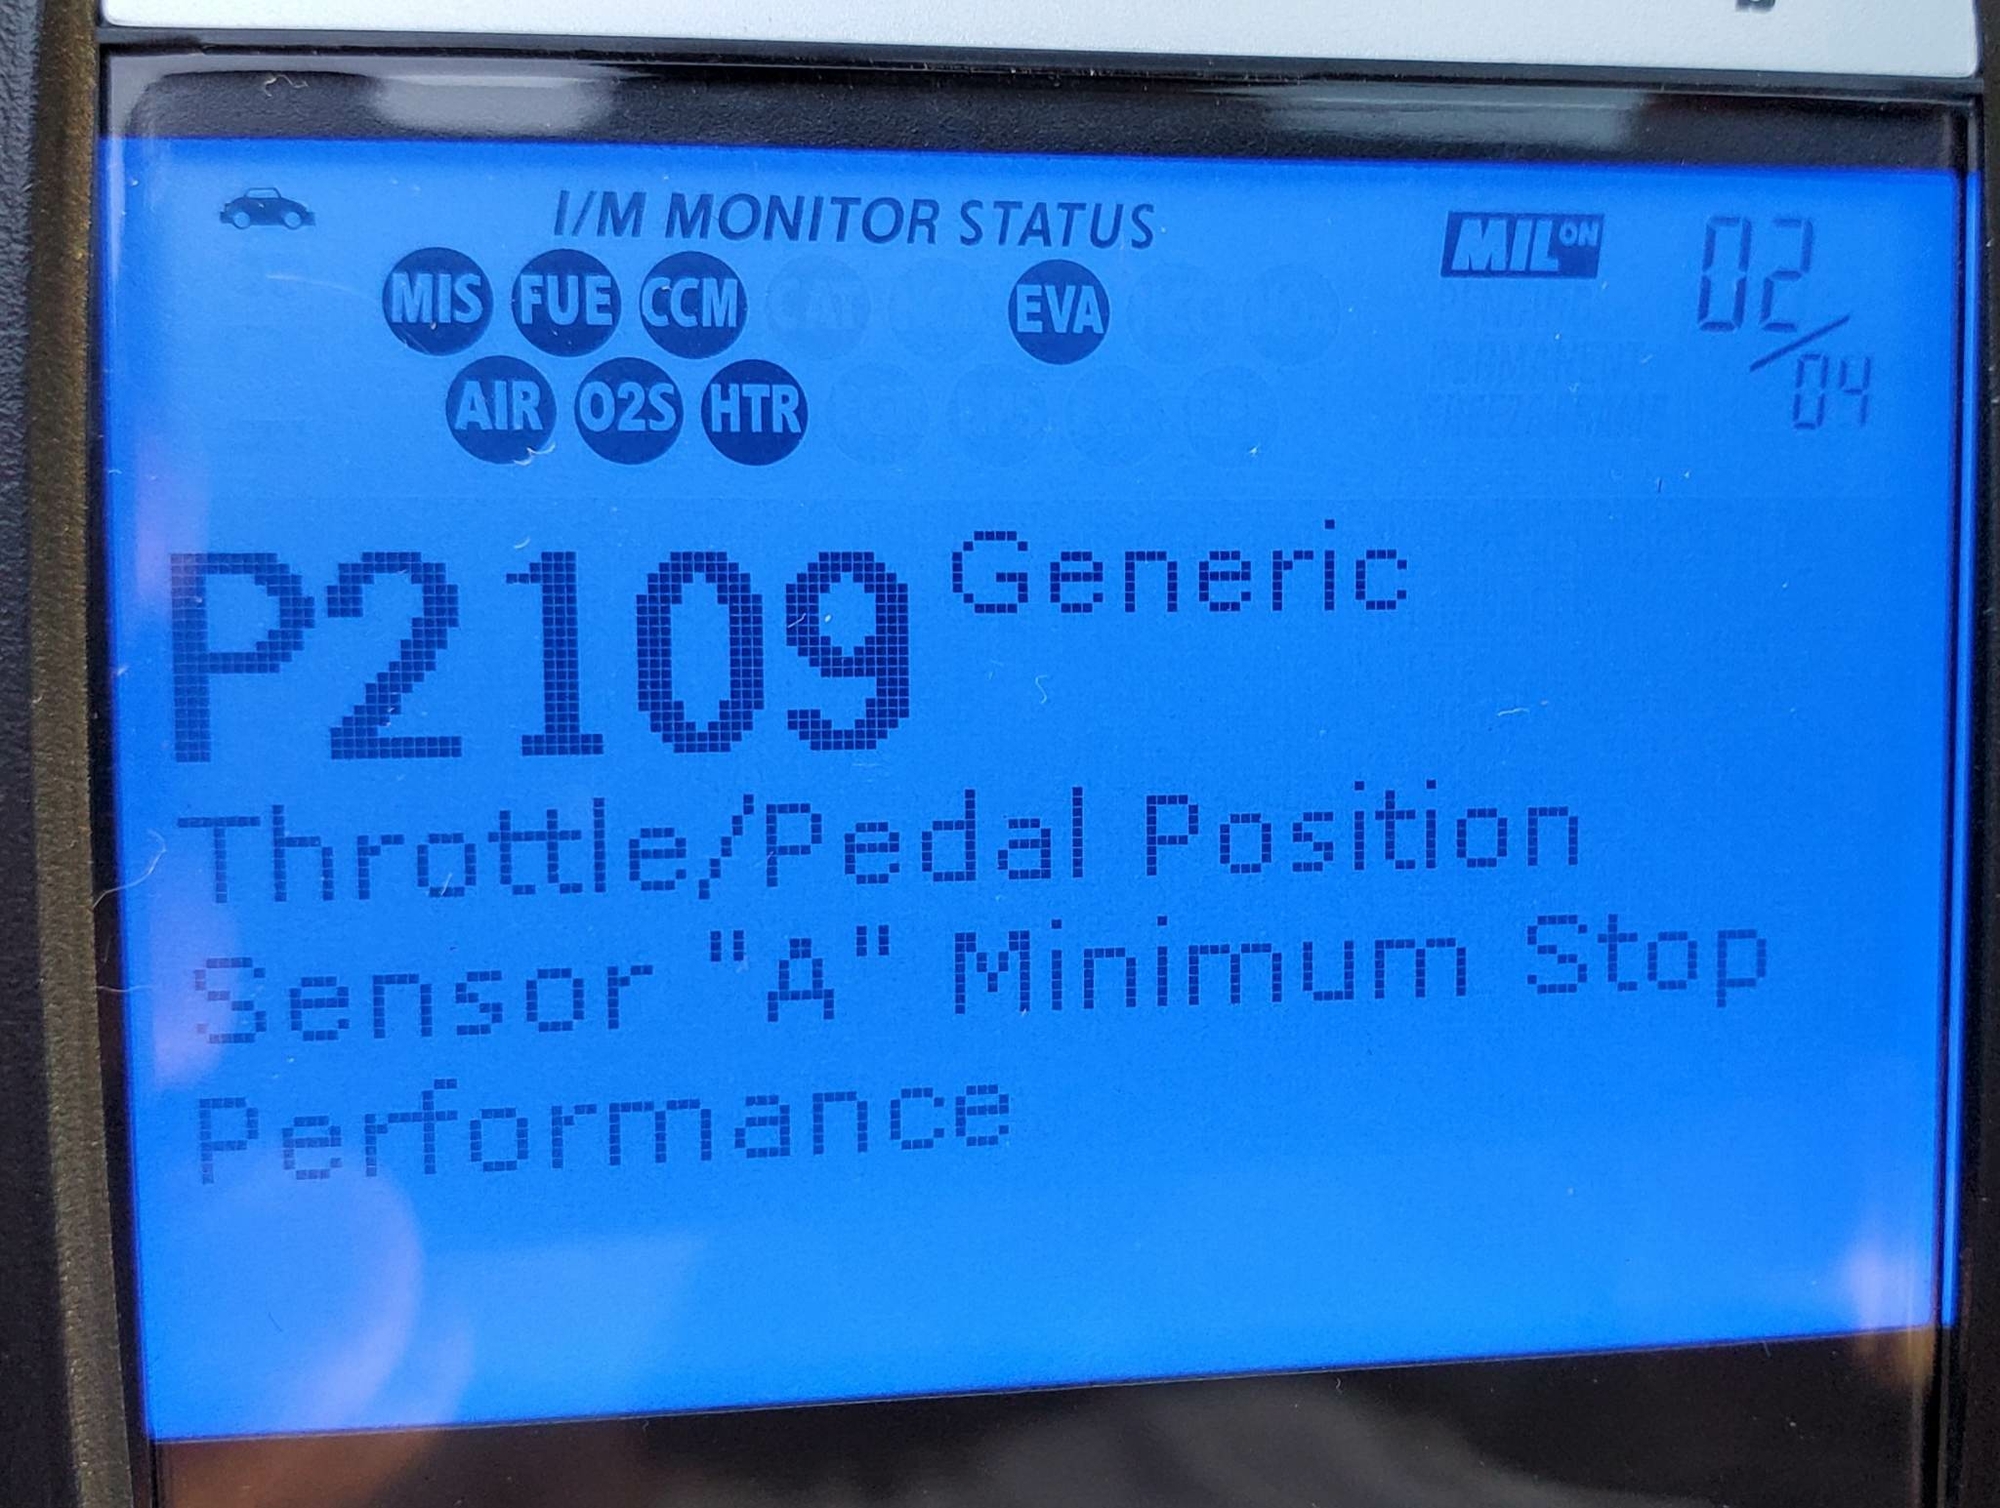 I/M MONITOR STATUS
MIL ON
02/04
MIS FUE CCM EVA
AIR O2S HTR
P2109 Generic
Throttle/Pedal Position
Sensor "A" Minimum Stop
Performance